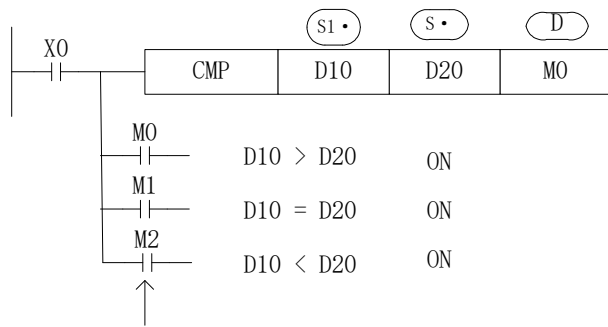 S1· S· D
X0
CMP D10 D20 M0
M0
D10 > D20 ON
M1
D10 = D20 ON
M2
D10 < D20 ON